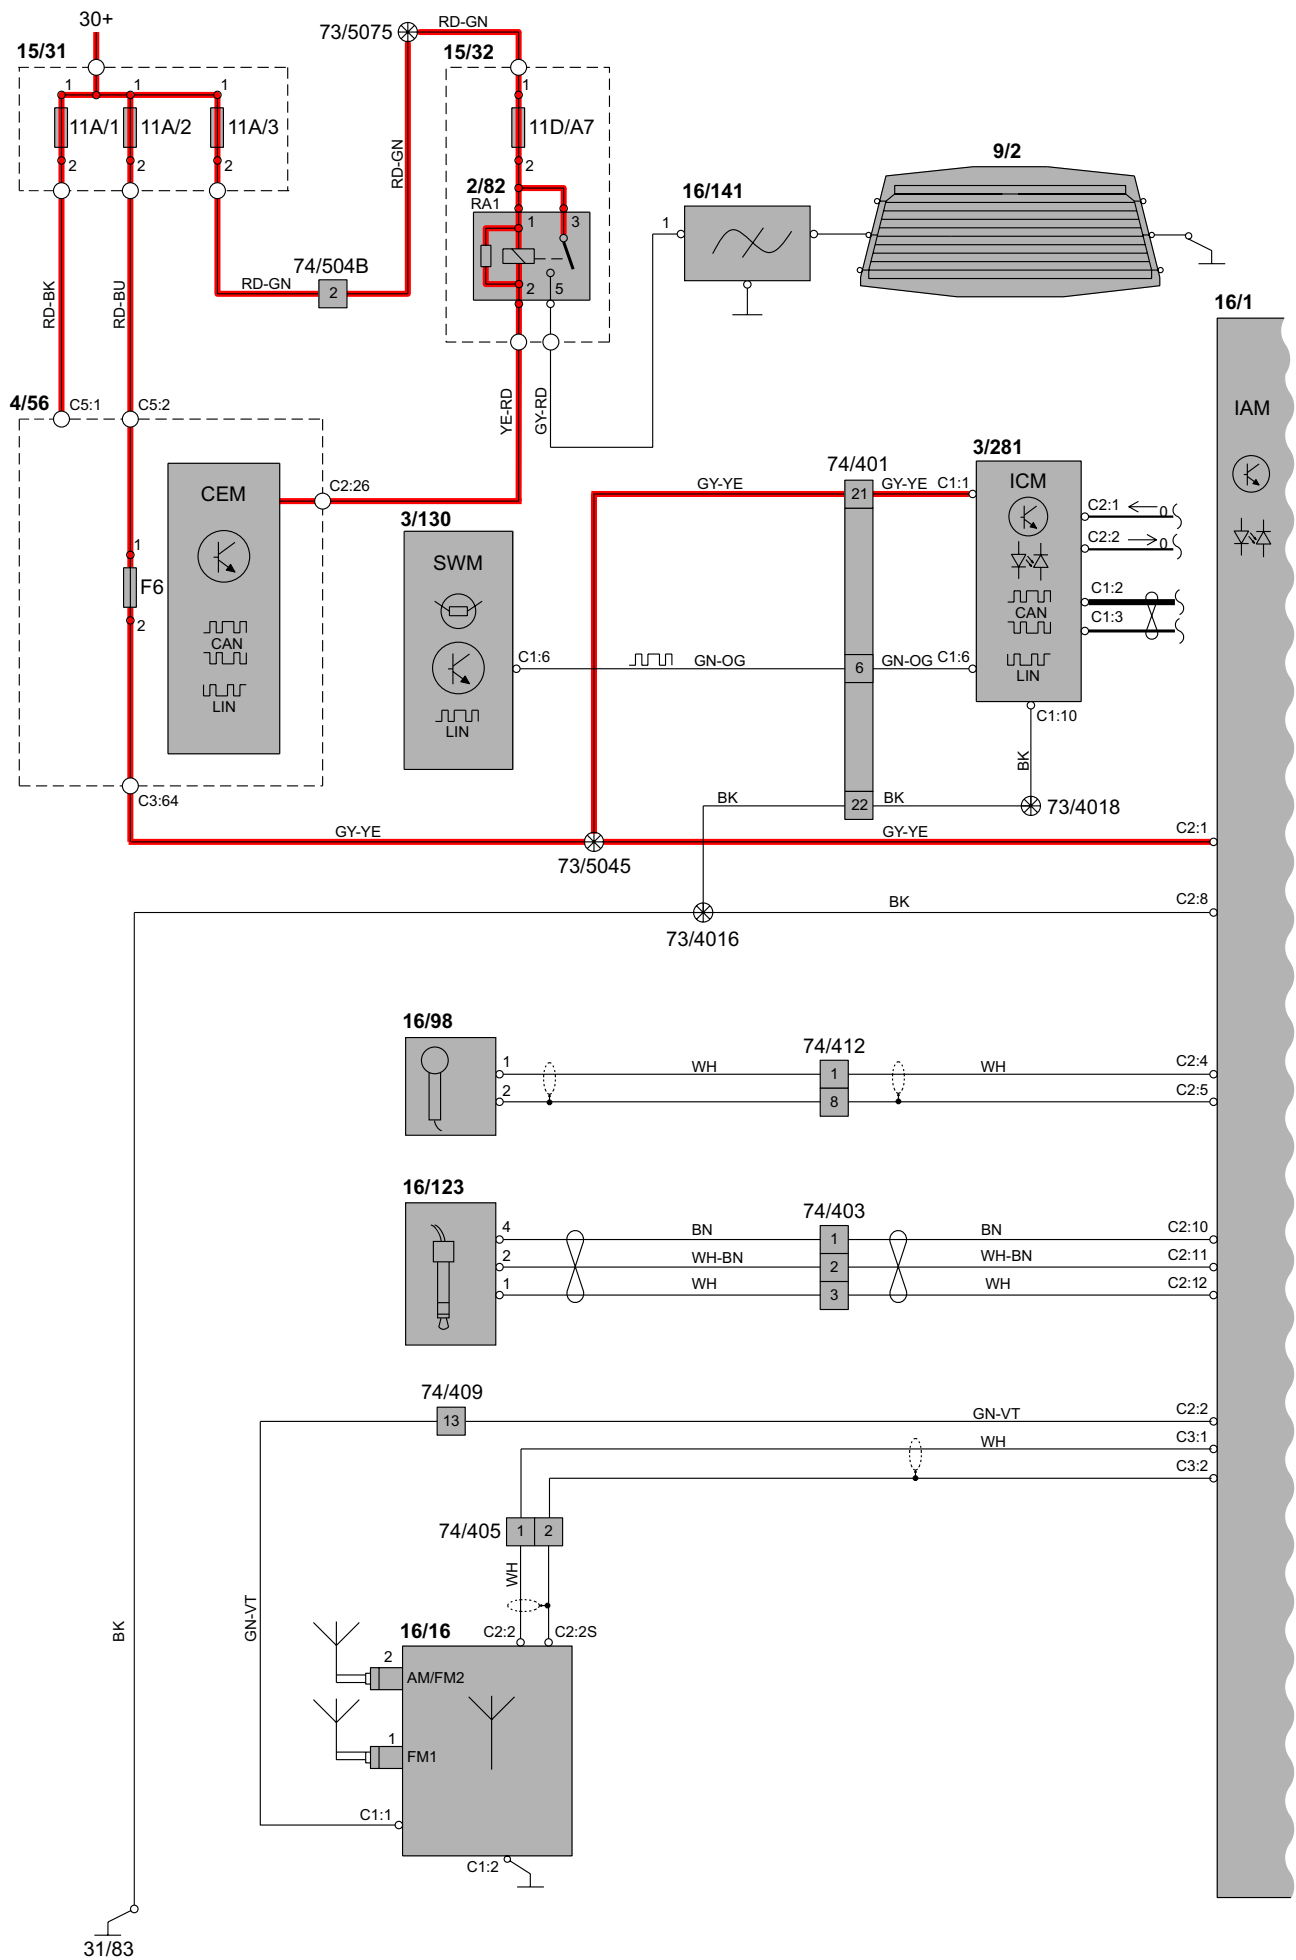 30+
73/5075
RD-GN
15/31
15/32
1
1
1
1
11A/1
11A/2
11A/3
11D/A7
2
2
2
2
RD-GN
9/2
2/82
16/141
RA1
1
3
1
74/504B
RD-GN
2
2
5
16/1
RD-BK
RD-BU
YE-RD
GY-RD
4/56
C5:1
C5:2
IAM
3/281
74/401
CEM
C2:26
GY-YE
21
GY-YE
C1:1
ICM
C2:1
0
3/130
C2:2
0
1
SWM
F6
C1:2
2
CAN
C1:3
CAN
C1:6
GN-OG
6
GN-OG
C1:6
LIN
LIN
LIN
C1:10
BK
C3:64
BK
22
BK
73/4018
GY-YE
GY-YE
C2:1
73/5045
BK
C2:8
73/4016
16/98
74/412
1
WH
1
WH
C2:4
2
8
C2:5
16/123
74/403
4
BN
1
BN
C2:10
2
WH-BN
2
WH-BN
C2:11
1
WH
3
WH
C2:12
74/409
13
GN-VT
C2:2
WH
C3:1
C3:2
74/405
1
2
WH
BK
GN-VT
16/16
C2:2
C2:2S
2
AM/FM2
1
FM1
C1:1
C1:2
31/83